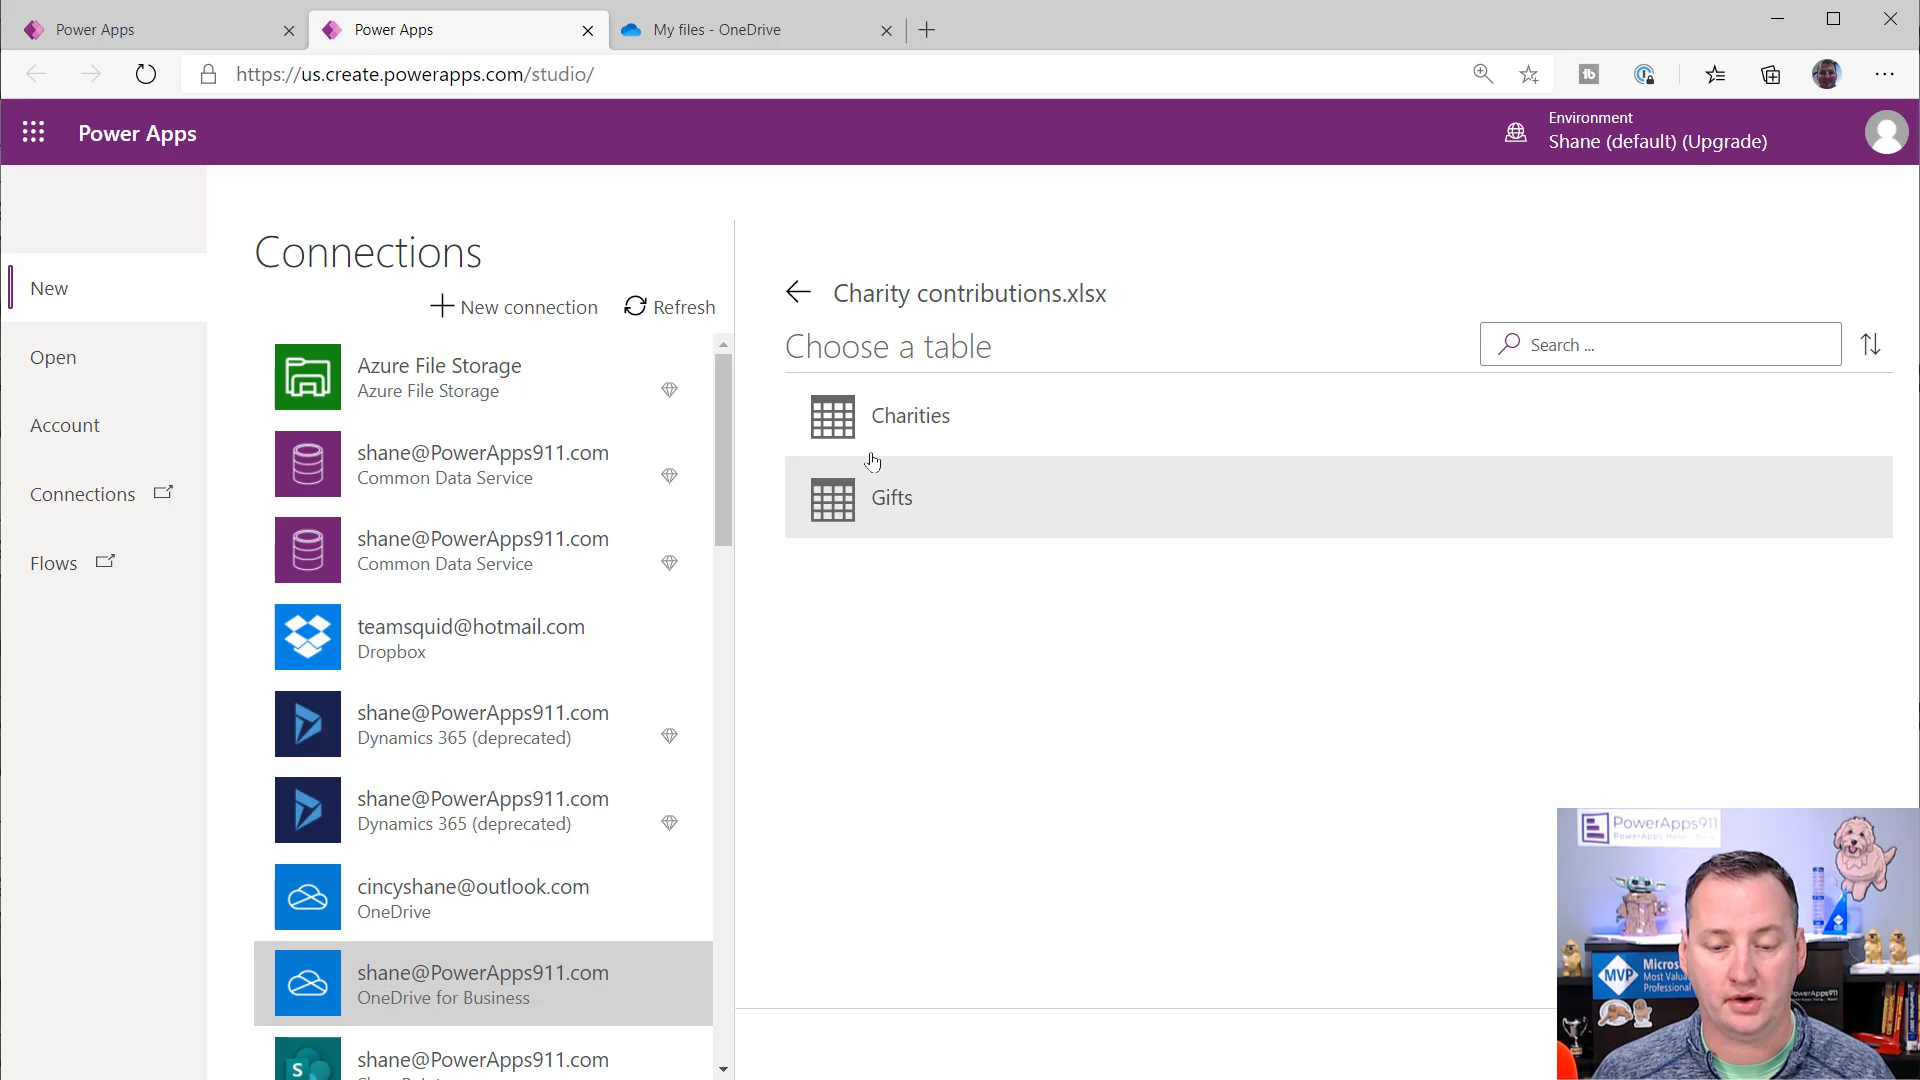 Power Apps
Power Apps
My files - OneDrive
https://us.create.powerapps.com/studio/
Power Apps
Environment
Shane (default) (Upgrade)
New
Open
Account
Connections
Flows
Connections
New connection
Refresh
Azure File Storage
Azure File Storage
shane@PowerApps911.com
Common Data Service
shane@PowerApps911.com
Common Data Service
teamsquid@hotmail.com
Dropbox
shane@PowerApps911.com
Dynamics 365 (deprecated)
shane@PowerApps911.com
Dynamics 365 (deprecated)
cincyshane@outlook.com
OneDrive
shane@PowerApps911.com
OneDrive for Business
shane@PowerApps911.com
Charity contributions.xlsx
Choose a table
Search ...
Charities
Gifts
PowerApps911
MVP
Micros
Most Valua
Professional